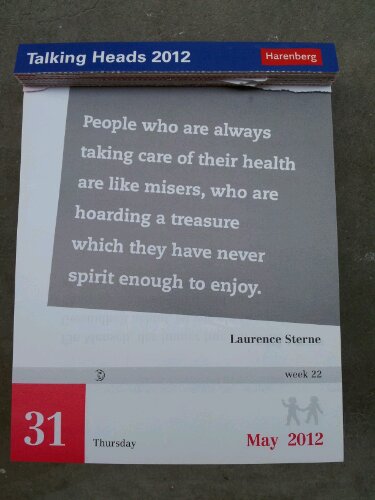 Talking Heads 2012 Harenberg
People who are always
taking care of their health
are like misers, who are
hoarding a treasure
which they have never
spirit enough to enjoy.
Laurence Sterne
week 22
31 Thursday May 2012